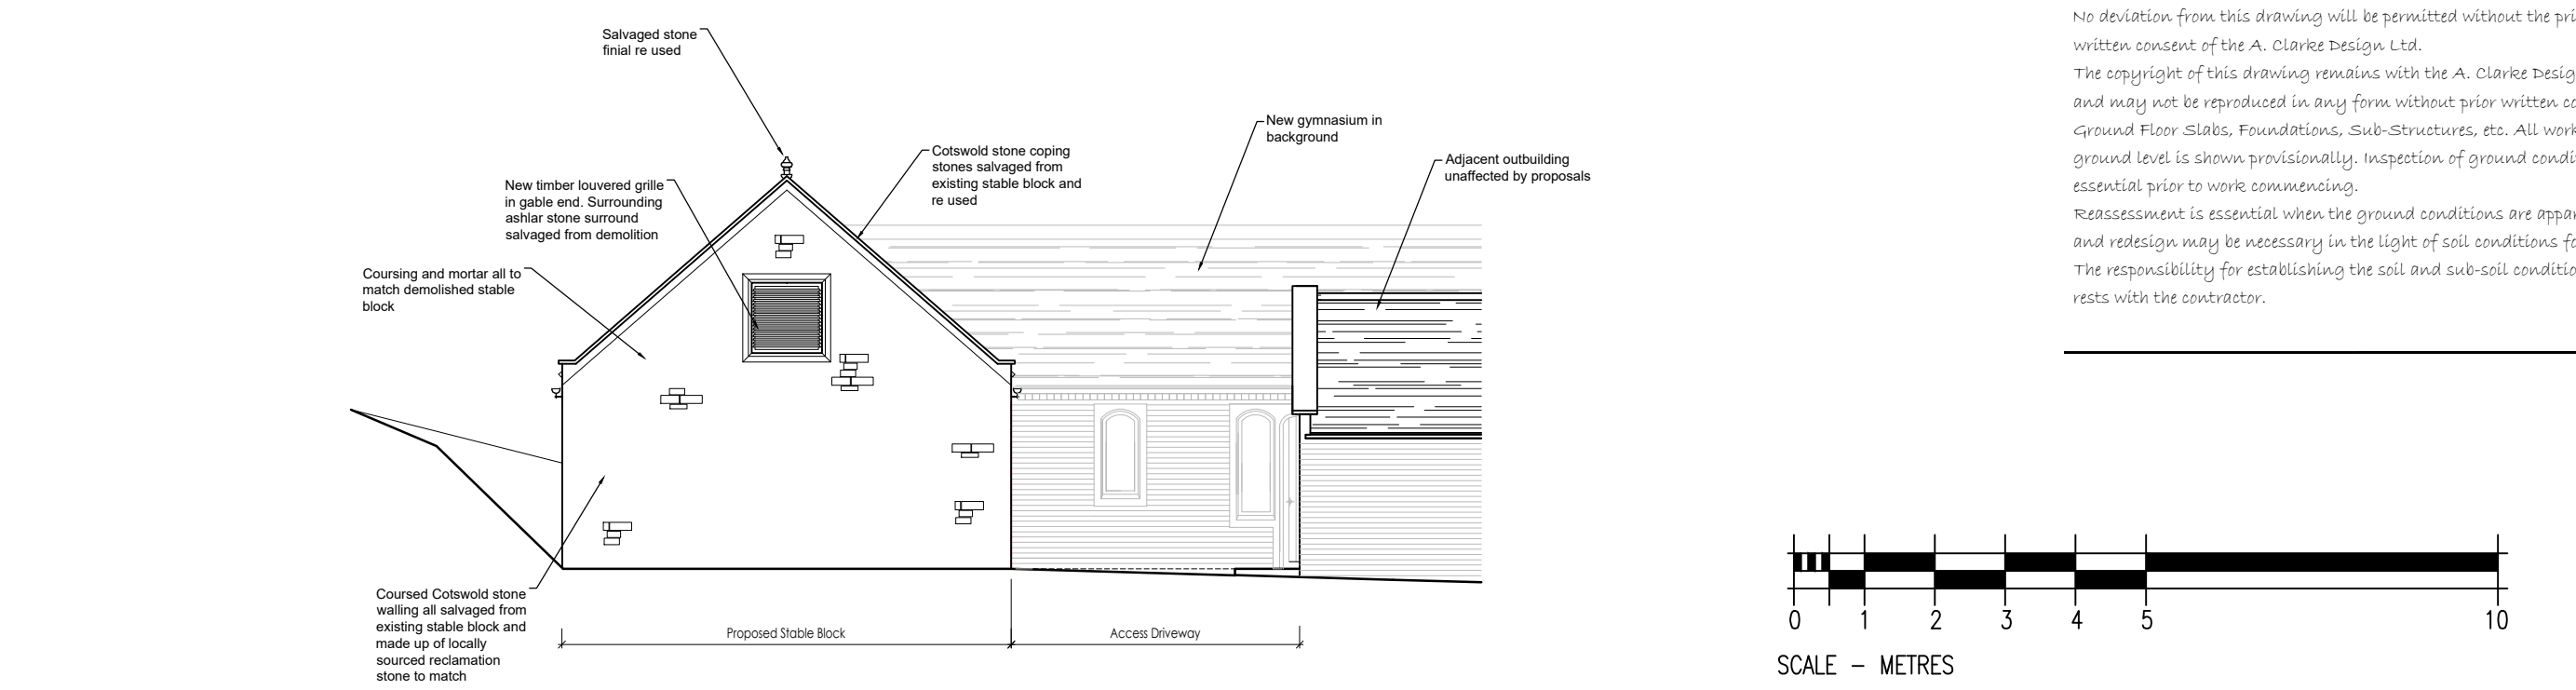 Salvaged stone
finial re used
New gymnasium in
background
Cotswold stone coping
stones salvaged from
existing stable block and
re used
Adjacent outbuilding
unaffected by proposals
New timber louvered grille
in gable end. Surrounding
ashlar stone surround
salvaged from demolition
Coursing and mortar all to
match demolished stable
block
Coursed Cotswold stone
walling all salvaged from
existing stable block and
made up of locally
sourced reclamation
stone to match
Proposed Stable Block
Access Driveway
No deviation from this drawing will be permitted without the pri
written consent of the A. Clarke Design Ltd.
The copyright of this drawing remains with the A. Clarke Desig
and may not be reproduced in any form without prior written co
Ground Floor Slabs, Foundations, Sub-Structures, etc. All work
ground level is shown provisionally. Inspection of ground condi
essential prior to work commencing.
Reassessment is essential when the ground conditions are appar
and redesign may be necessary in the light of soil conditions fo
The responsibility for establishing the soil and sub-soil conditio
rests with the contractor.
0 1 2 3 4 5 10
SCALE - METRES